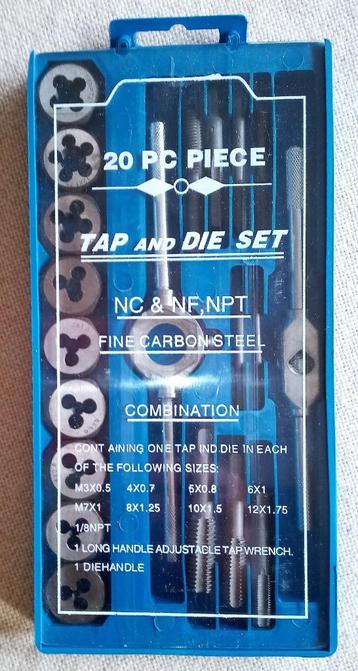 20 PC PIECE
TAP AND DIE SET
NC & NF,NPT
FINE CARBON STEEL
COMBINATION
CONT AINING ONE TAP IND.DIE IN EACH
OF THE FOLLOWING SIZES:
M3X0.5 4X0.7 5X0.8 6X1
M7X1 8X1.25 10X1.5 12X1.75
1/8NPT
1 LONG HANDLE ADJUSTABLE TAP WRENCH.
1 DIEHANDLE